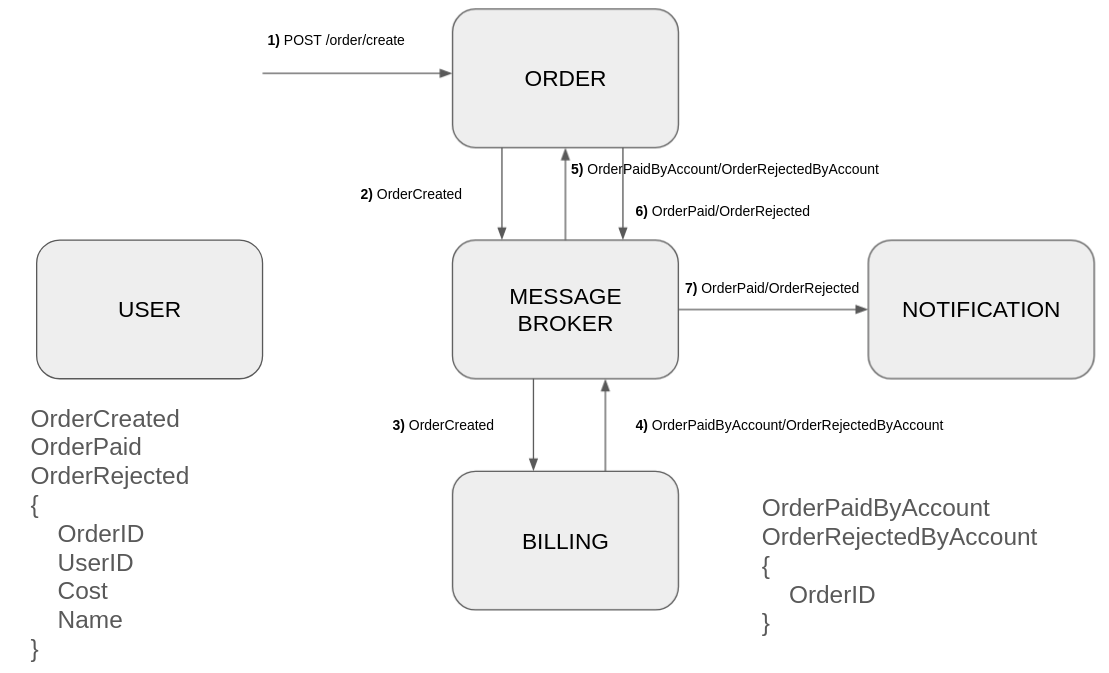 1) POST /order/create
ORDER
5) OrderPaidByAccount/OrderRejectedByAccount
2) OrderCreated
6) OrderPaid/OrderRejected
USER
MESSAGE
BROKER
7) OrderPaid/OrderRejected
NOTIFICATION
3) OrderCreated
4) OrderPaidByAccount/OrderRejectedByAccount
BILLING
OrderCreated
OrderPaid
OrderRejected
{
OrderID
UserID
Cost
Name
}
OrderPaidByAccount
OrderRejectedByAccount
{
OrderID
}